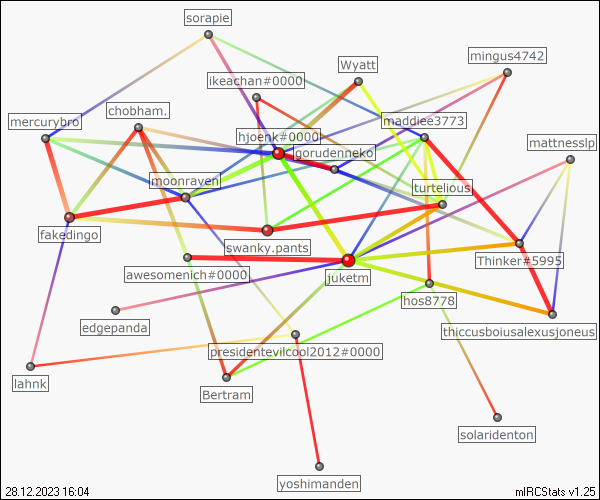 sorapie
Wyatt
mingus4742
ikeachan#0000
mercurybro
chobham.
maddiee3773
hjoenk#0000
mattnesslp
gorudenneko
moonraven
turtelious
fakedingo
swanky.pants
Thinker#5995
awesomenich#0000
juketm
hos8778
edgepanda
thiccusboiusalexusjoneus
presidentevilcool2012#0000
lahnk
Bertram
solaridenton
yoshimanden
28.12.2023 16:04
mIRCStats v1.25